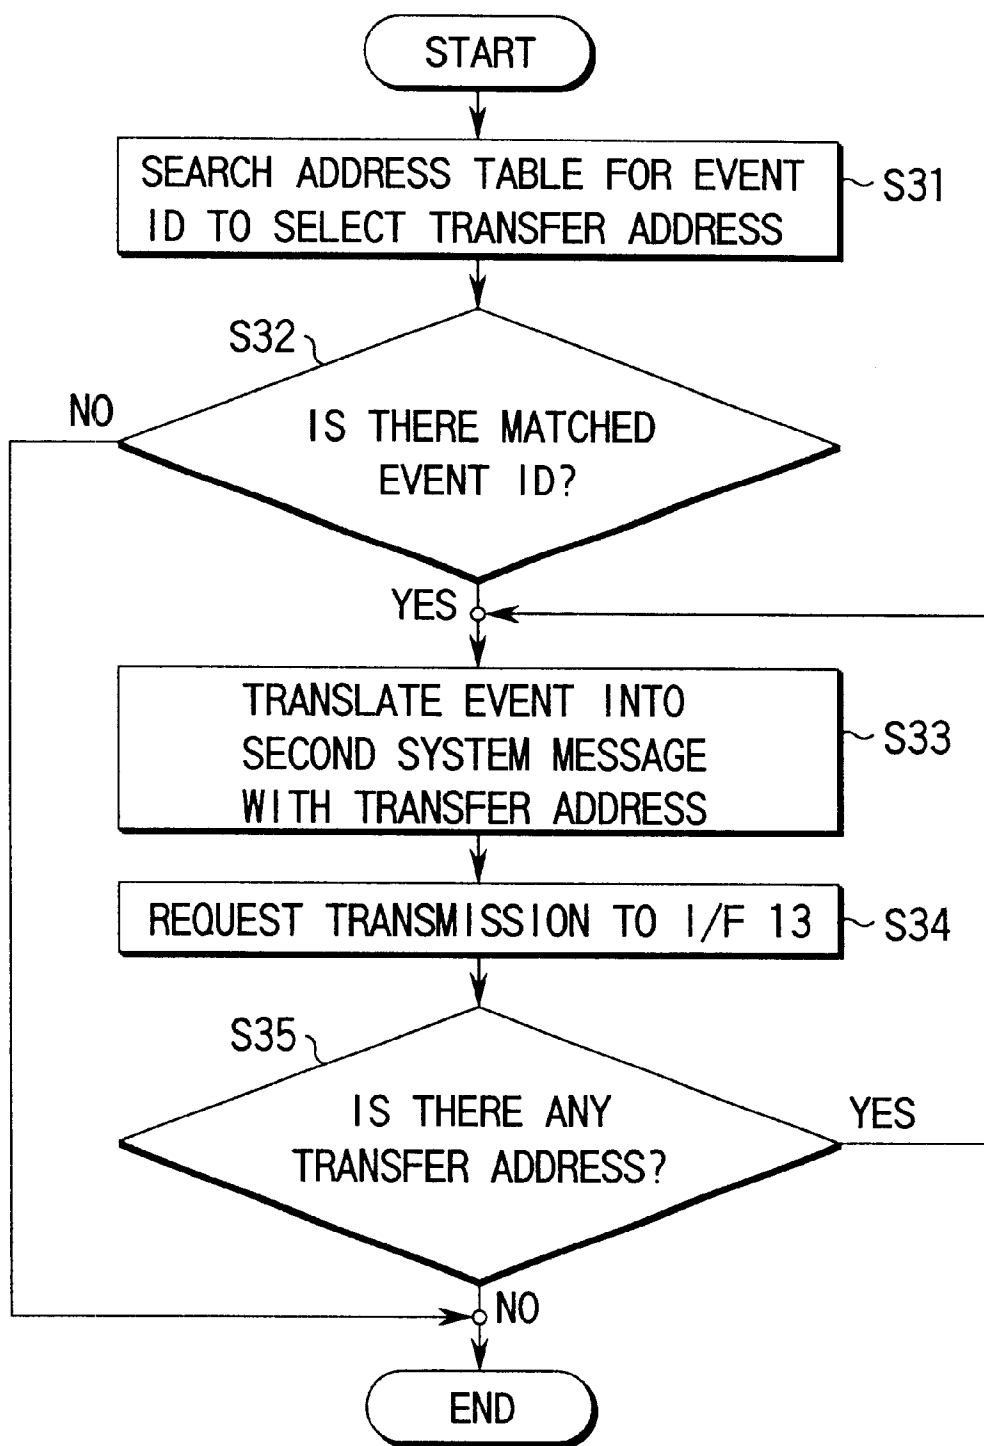 START
SEARCH ADDRESS TABLE FOR EVENT
ID TO SELECT TRANSFER ADDRESS
S31
S32
NO
IS THERE MATCHED
EVENT ID?
YES
TRANSLATE EVENT INTO
SECOND SYSTEM MESSAGE
WITH TRANSFER ADDRESS
S33
REQUEST TRANSMISSION TO I/F 13
S34
S35
IS THERE ANY
TRANSFER ADDRESS?
YES
NO
END